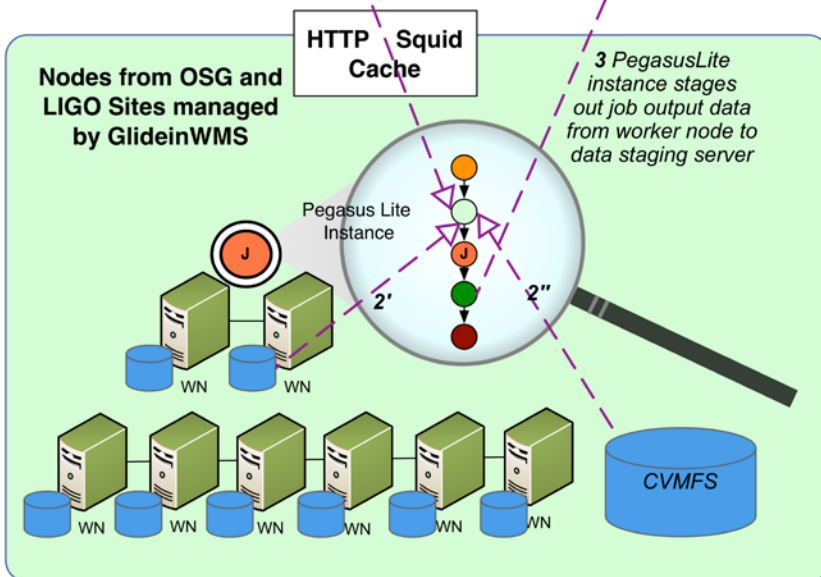 HTTP Squid
Cache
Nodes from OSG and
LIGO Sites managed
by GlideinWMS
3 PegasusLite
instance stages
out job output data
from worker node to
data staging server
Pegasus Lite
Instance
J
J
2'
2"
WN
WN
CVMFS
WN
WN
WN
WN
WN
WN